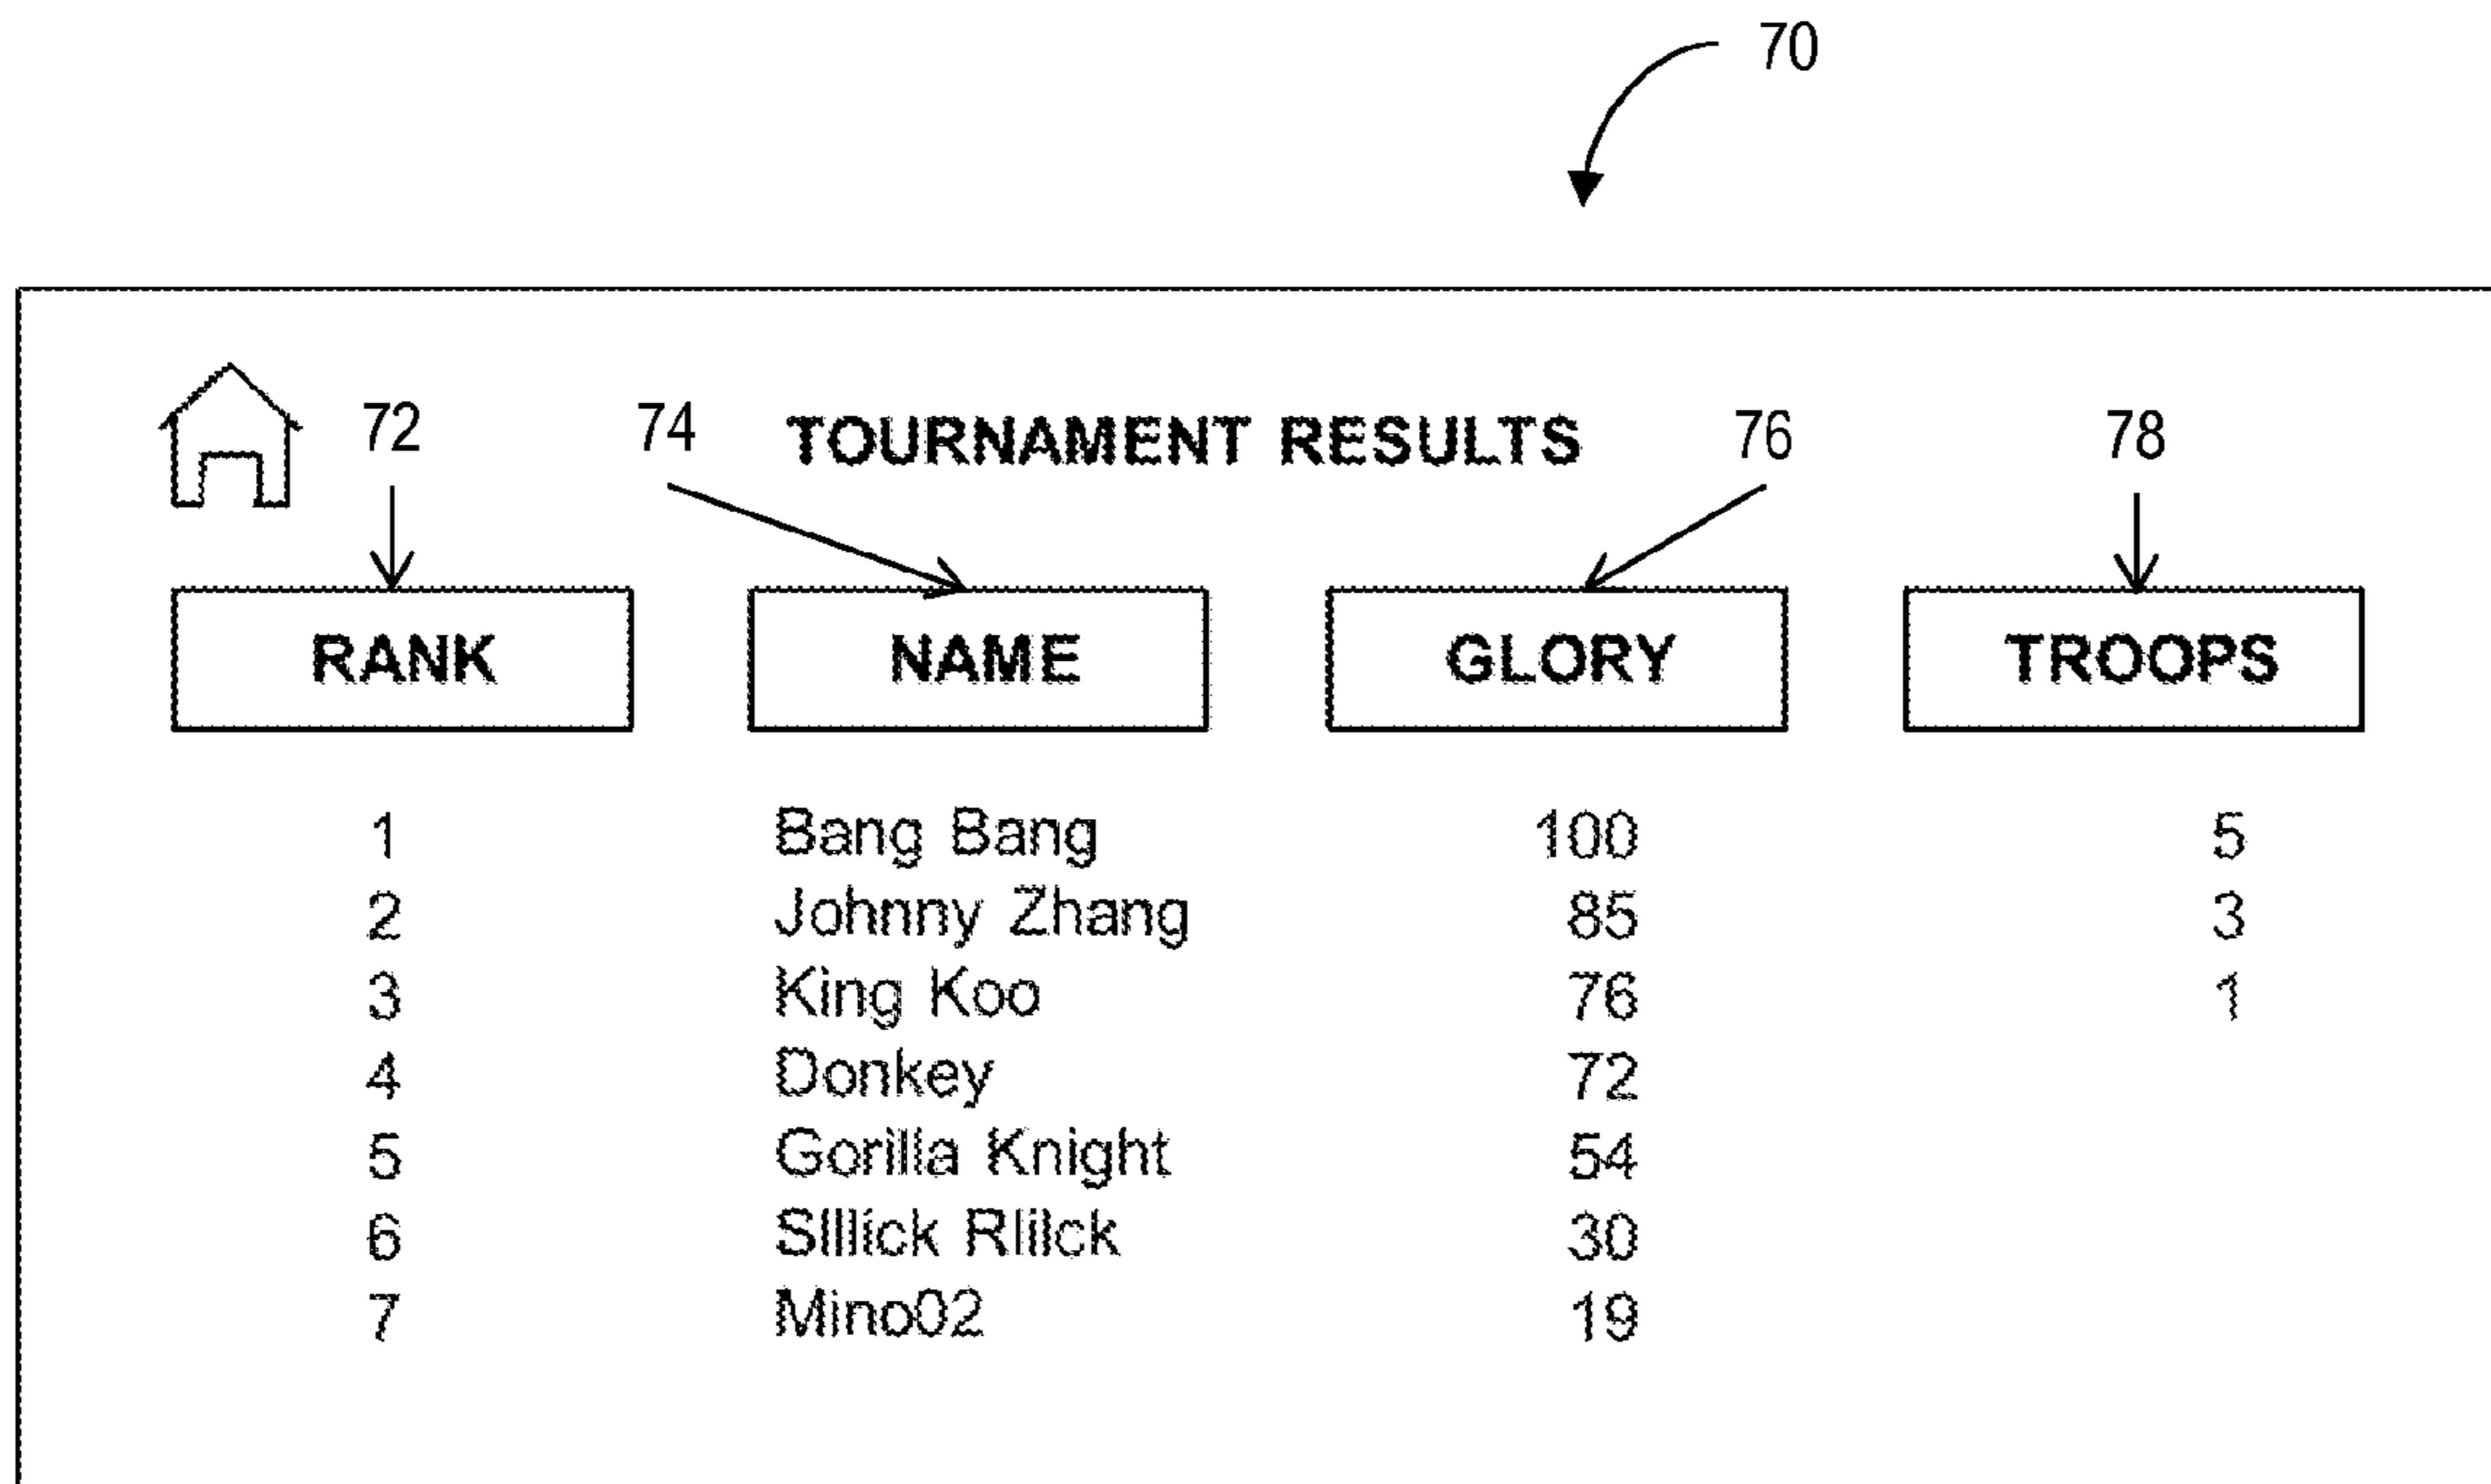 70
72 74 TOURNAMENT RESULTS 76 78
RANK NAME GLORY TROOPS
1 Bang Bang 100 5
2 Johnny Zhang 85 3
3 King Koo 76 1
4 Donkey 72
5 Gorilla Knight 54
6 30
7 Mino02 19